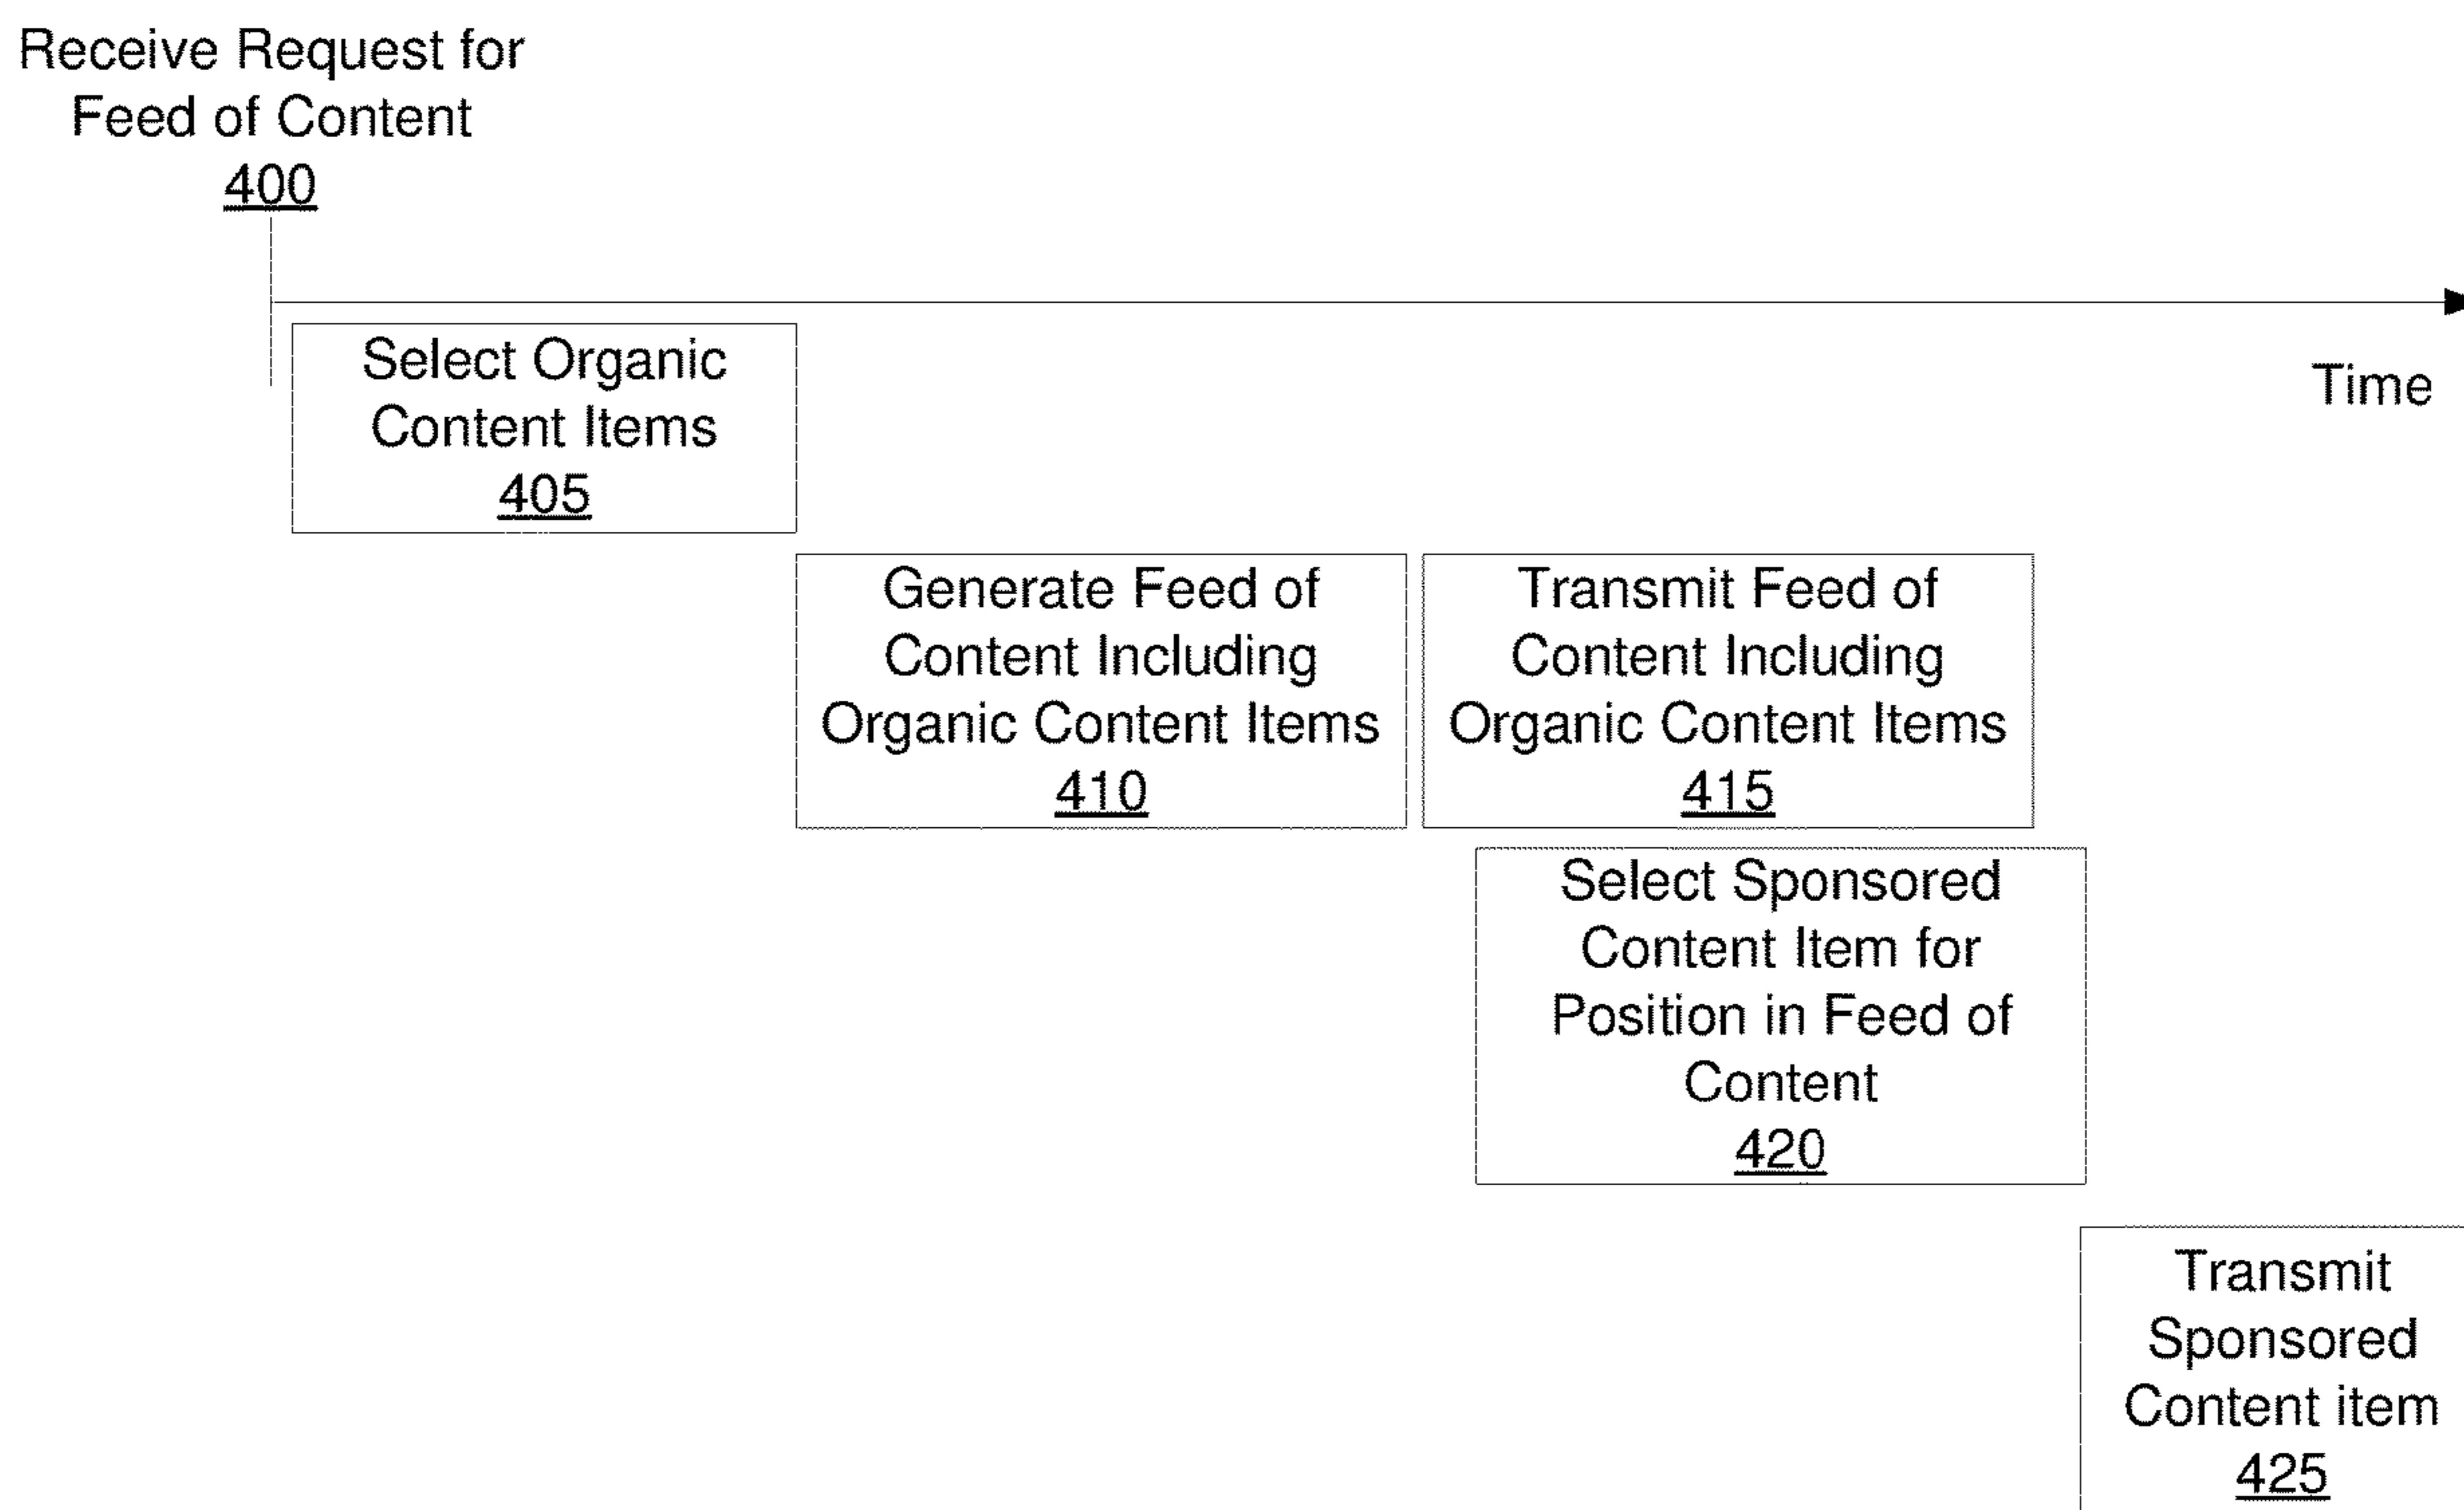 Receive Request for
Feed of Content
400
Time
Select Organic
Content Items
405
Generate Feed of
Content Including
Organic Content Items
410
Transmit Feed of
Content Including
Organic Content Items
415
Select Sponsored
Content Item for
Position in Feed of
Content
420
Transmit
Sponsored
Content item
425